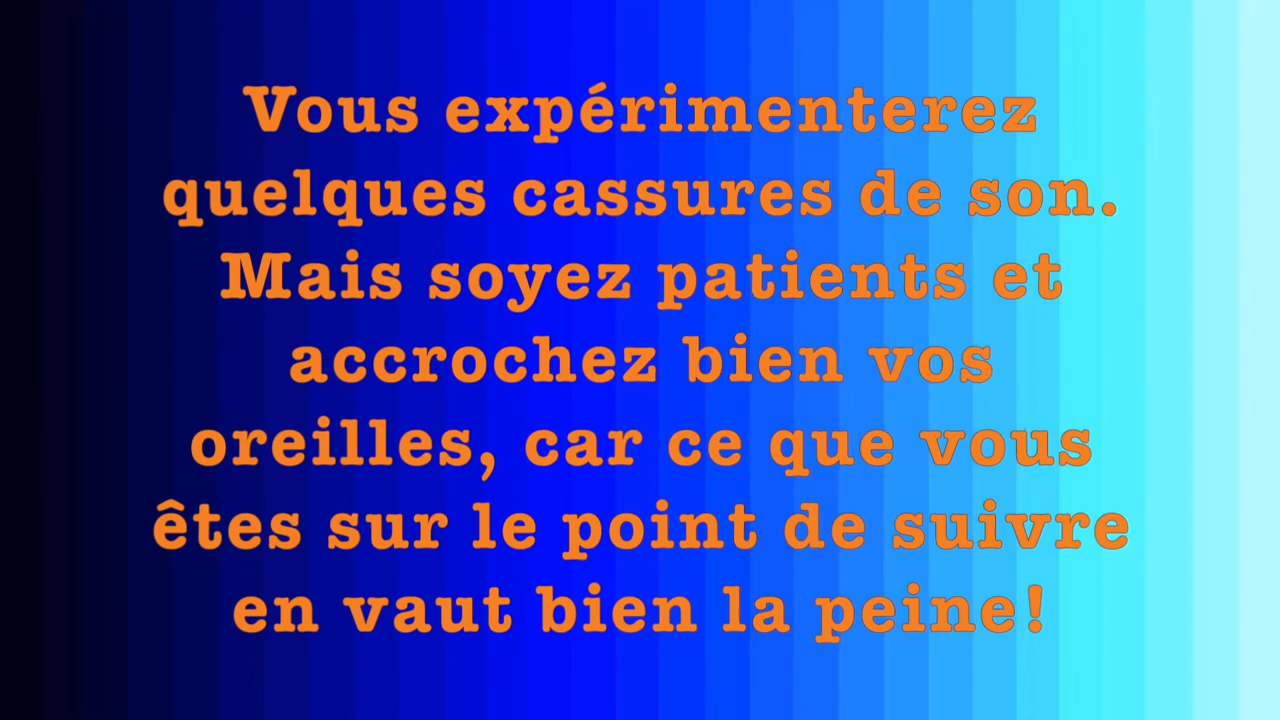 Vous expérimenterez
quelques cassures de son.
Mais soyez patients et
accrochez bien vos
oreilles, car ce que vous
êtes sur le point de suivre
en vaut bien la peine!